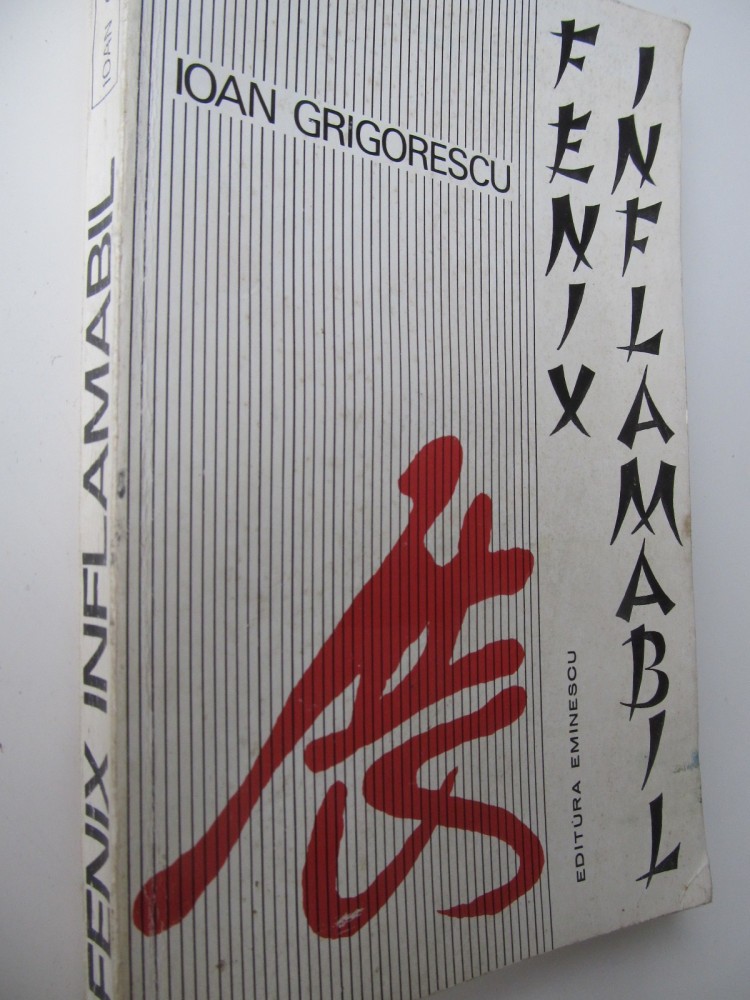 IOAN GRIGORESCU
FENIX
INFLAMABIL
EDITURA EMINESCU
FENIX INFLAMABIL
IOAN